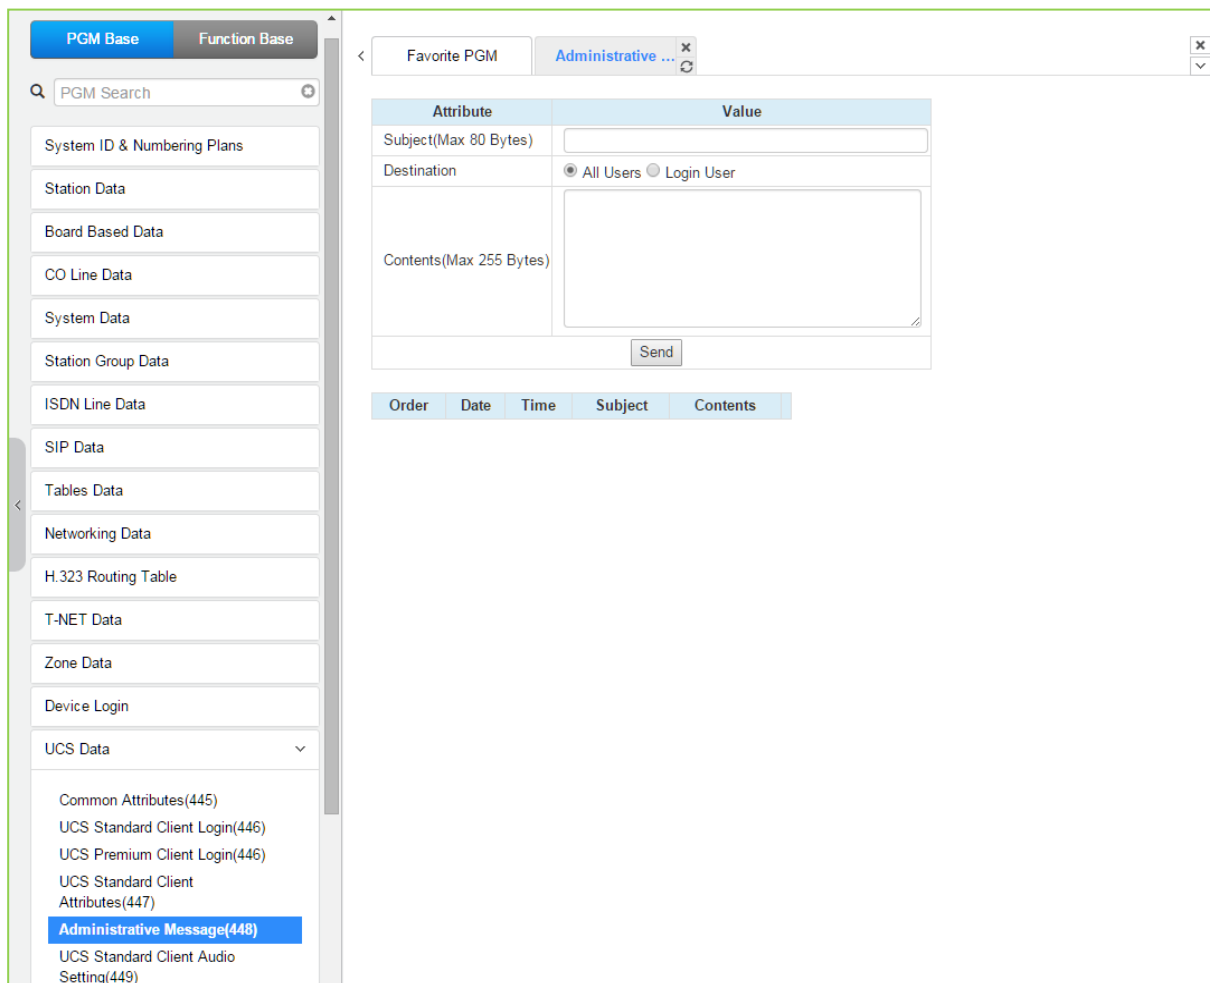 PGM Base Function Base
PGM Search
System ID & Numbering Plans
Station Data
Board Based Data
CO Line Data
System Data
Station Group Data
ISDN Line Data
SIP Data
Tables Data
Networking Data
H.323 Routing Table
T-NET Data
Zone Data
Device Login
UCS Data
Common Attributes(445)
UCS Standard Client Login(446)
UCS Premium Client Login(446)
UCS Standard Client
Attributes(447)
Administrative Message(448)
UCS Standard Client Audio
Setting(449)
Favorite PGM Administrative ...
Attribute Value
Subject(Max 80 Bytes)
Destination All Users Login User
Contents(Max 255 Bytes)
Send
Order Date Time Subject Contents